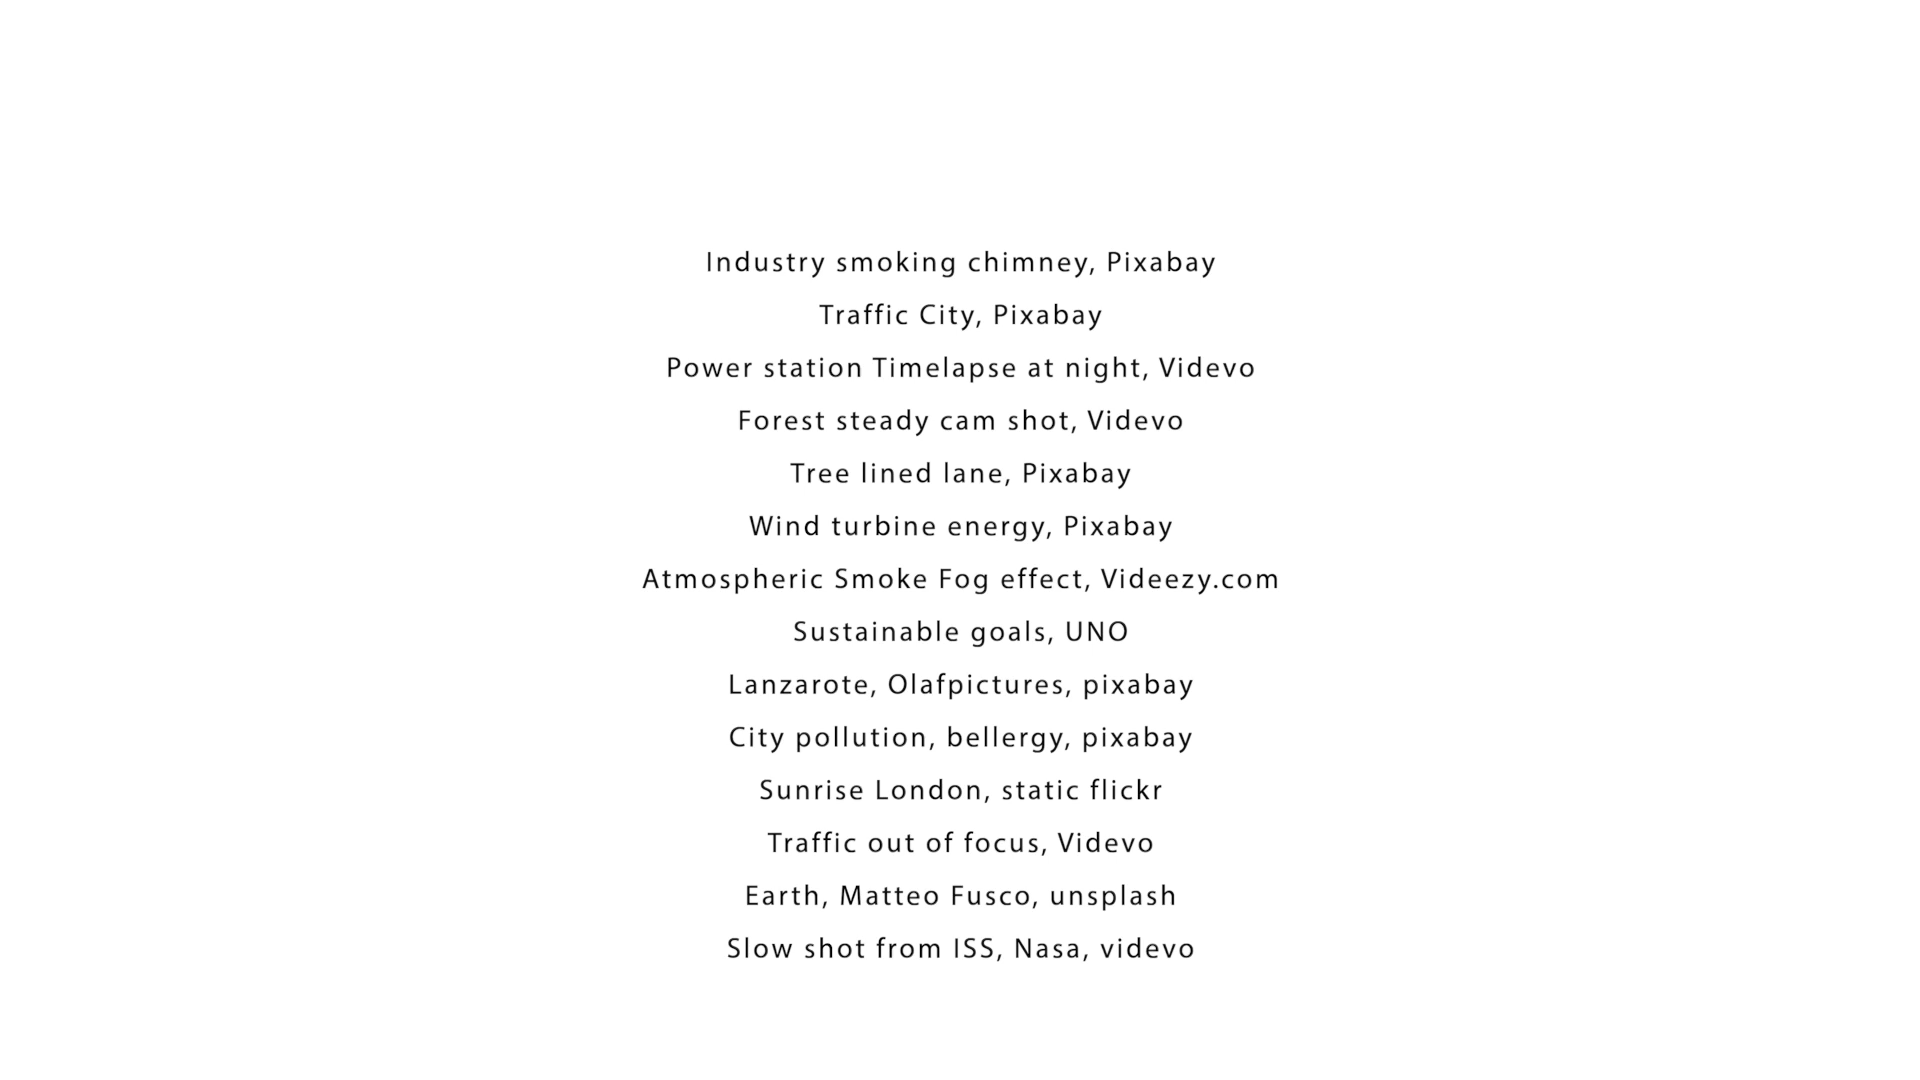 Industry smoking chimney, Pixabay
Traffic City, Pixabay
Power station Timelapse at night, Videvo
Forest steady cam shot, Videvo
Tree lined lane, Pixabay
Wind turbine energy, Pixabay
Atmospheric Smoke Fog effect, Videezy.com
Sustainable goals, UNO
Lanzarote, Olafpictures, pixabay
City pollution, bellergy, pixabay
Sunrise London, static flickr
Traffic out of focus, Videvo
Earth, Matteo Fusco, unsplash
Slow shot from ISS, Nasa, videvo